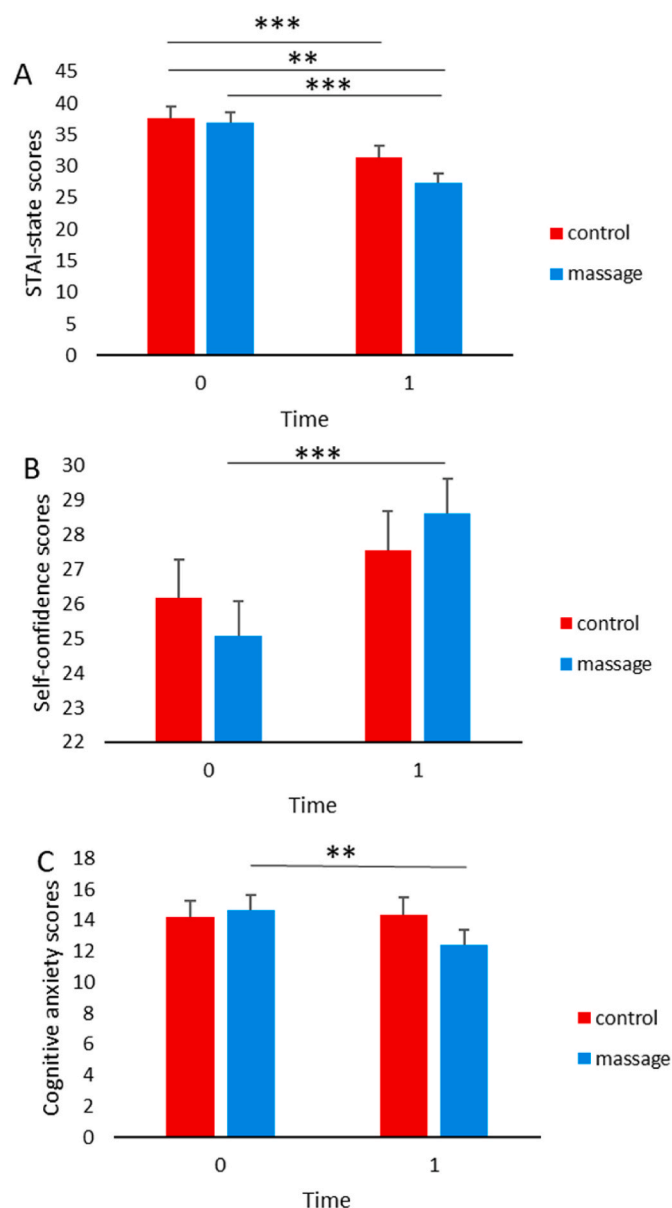 ***
**
***
A
STAI-state scores
45
40
35
30
25
20
15
10
5
0
0 1
Time
control
massage
***
B
Self-confidence scores
30
29
28
27
26
25
24
23
22
0 1
Time
control
massage
**
C
Cognitive anxiety scores
18
16
14
12
10
8
6
4
2
0
0 1
Time
control
massage